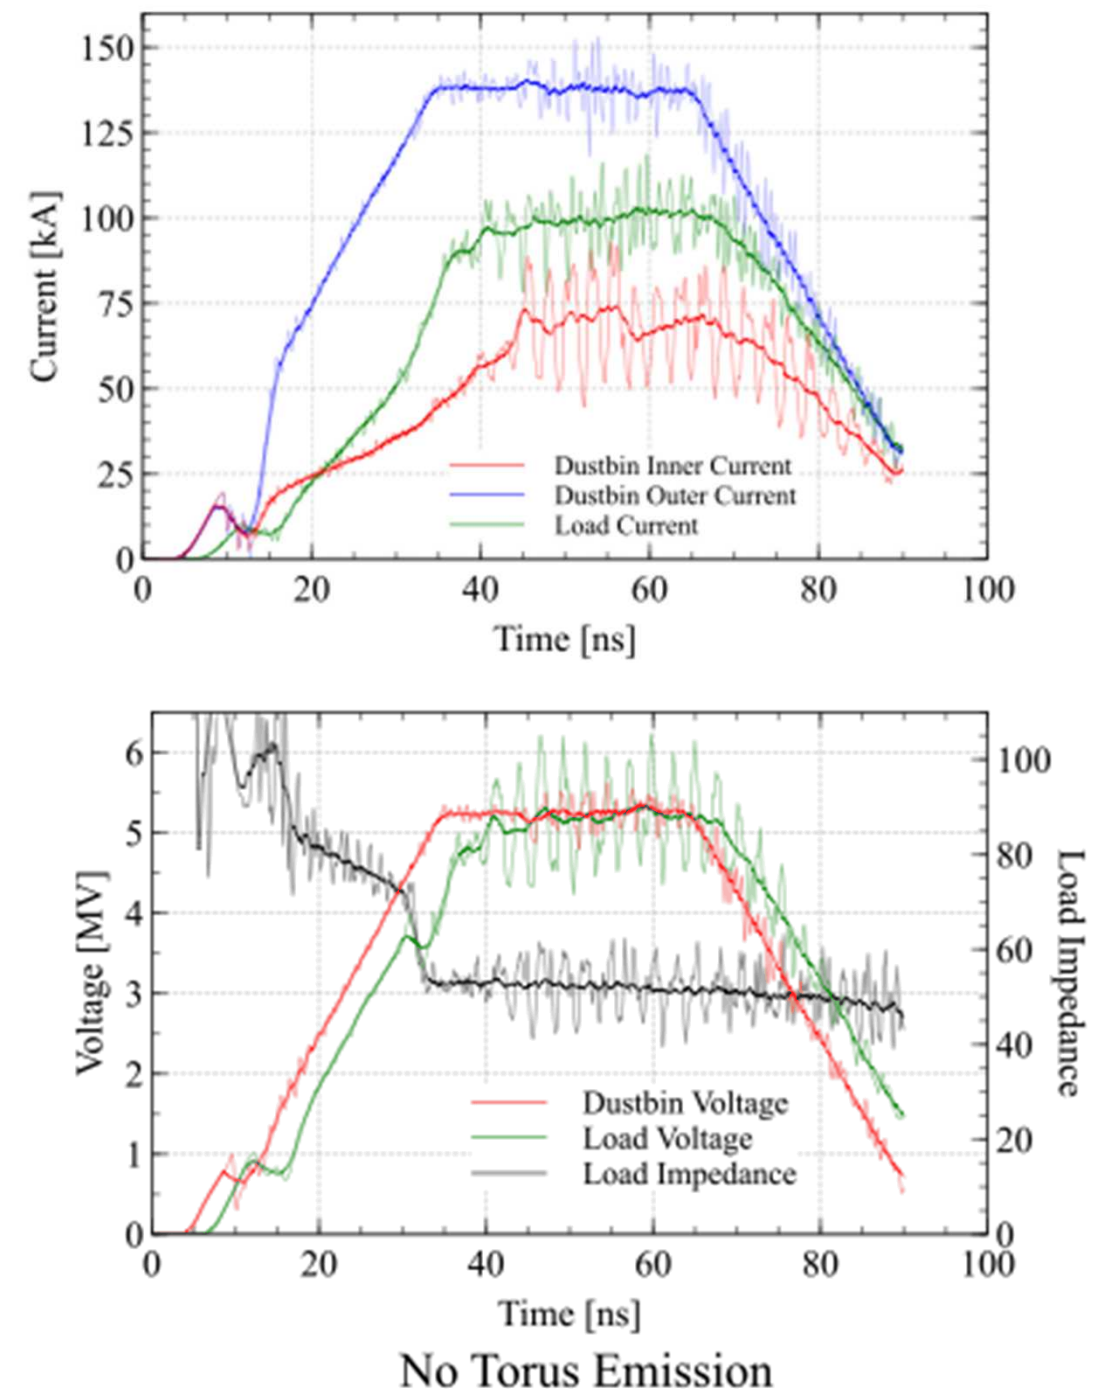 Current [kA]
150
125
100
75
50
25
0
Dustbin Inner Current
Dustbin Outer Current
Load Current
0 20 40 60 80 100
Time [ns]
Voltage [MV]
6
5
4
3
2
1
0
100
80
60
40
20
0
Load Impedance
Dustbin Voltage
Load Voltage
Load Impedance
0 20 40 60 80 100
Time [ns]
No Torus Emission